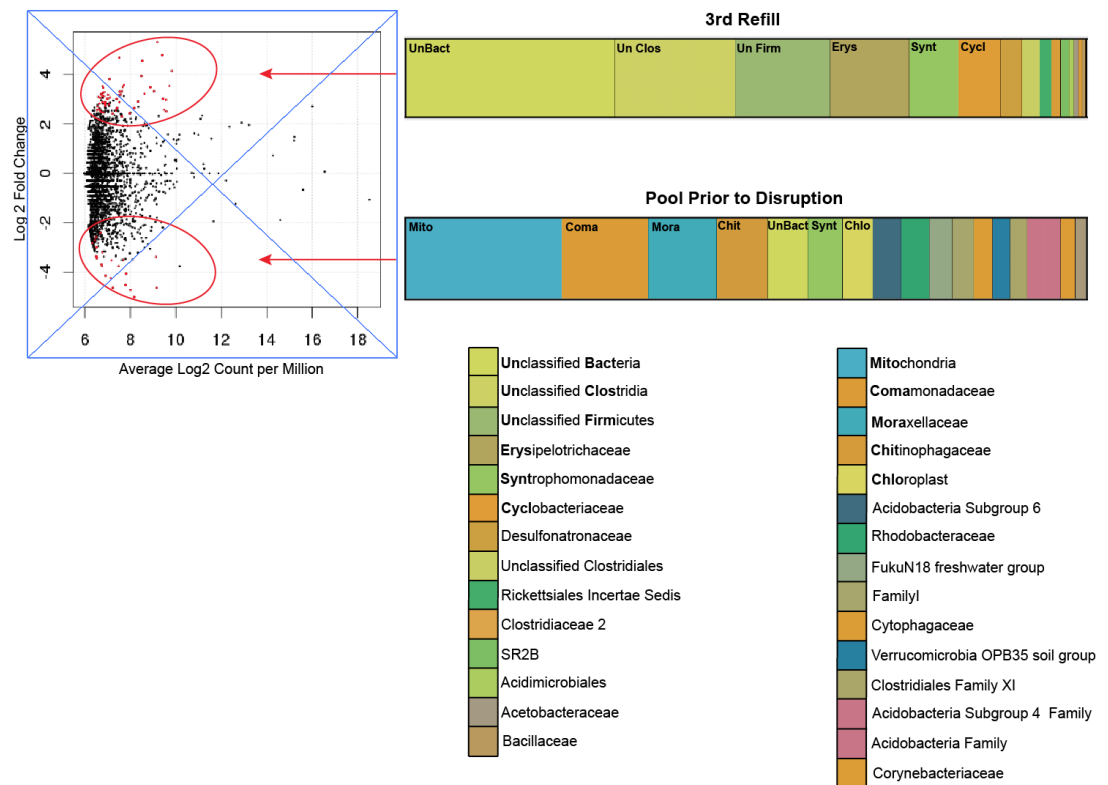 3rd Refill
UnBact Un Clos Un Firm Erys Synt Cycl
Pool Prior to Disruption
Mito Coma Mora Chit UnBact Synt Chlo
Log 2 Fold Change
4
2
0
-2
-4
6 8 10 12 14 16 18
Average Log2 Count per Million
Unclassified Bacteria
Unclassified Clostridia
Unclassified Firmicutes
Erysipelotrichaceae
Syntrophomonadaceae
Cyclobacteriaceae
Desulfonatronaceae
Unclassified Clostridiales
Rickettsiales Incertae Sedis
Clostridiaceae 2
SR2B
Acidimicrobiales
Acetobacteraceae
Bacillaceae
Mitochondria
Comamonadaceae
Moraxellaceae
Chitinophagaceae
Chloroplast
Acidobacteria Subgroup 6
Rhodobacteraceae
FukuN18 freshwater group
FamilyI
Cytophagaceae
Verrucomicrobia OPB35 soil group
Clostridiales Family XI
Acidobacteria Subgroup 4 Family
Acidobacteria Family
Corynebacteriaceae